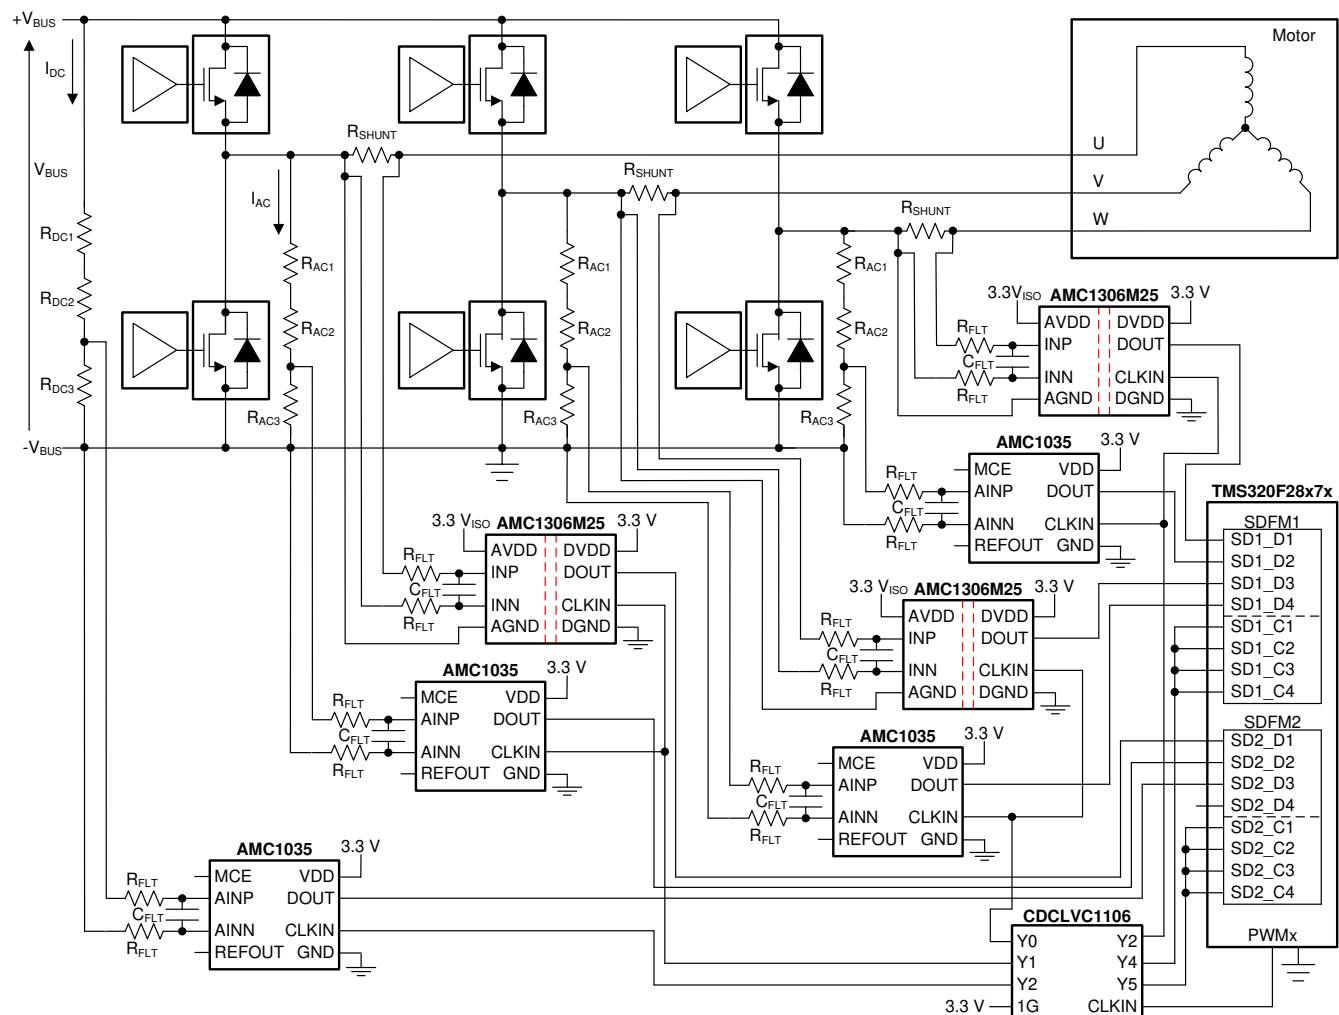 +VBUS
IDC
VBUS
RDC1
RDC2
RDC3
-VBUS
IAC
RSHUNT
RAC1
RAC2
RAC3
RSHUNT
RAC1
RAC2
RAC3
RSHUNT
RAC1
RAC2
RAC3
Motor
U
V
W
3.3VISO
AMC1306M25
3.3 V
RFLT
CFLT
RFLT
AVDD
INP
INN
AGND
DVDD
DOUT
CLKIN
DGND
AMC1035
3.3 V
RFLT
CFLT
RFLT
MCE
AINP
AINN
REFOUT
VDD
DOUT
CLKIN
GND
3.3 VISO
AMC1306M25
3.3 V
RFLT
CFLT
RFLT
AVDD
INP
INN
AGND
DVDD
DOUT
CLKIN
DGND
3.3 VISO
AMC1306M25
3.3 V
RFLT
CFLT
RFLT
AVDD
INP
INN
AGND
DVDD
DOUT
CLKIN
DGND
AMC1035
3.3 V
RFLT
CFLT
RFLT
MCE
AINP
AINN
REFOUT
VDD
DOUT
CLKIN
GND
AMC1035
3.3 V
RFLT
CFLT
RFLT
MCE
AINP
AINN
REFOUT
VDD
DOUT
CLKIN
GND
AMC1035
3.3 V
RFLT
CFLT
RFLT
MCE
AINP
AINN
REFOUT
VDD
DOUT
CLKIN
GND
TMS320F28x7x
SDFM1
SD1_D1
SD1_D2
SD1_D3
SD1_D4
SD1_C1
SD1_C2
SD1_C3
SD1_C4
SDFM2
SD2_D1
SD2_D2
SD2_D3
SD2_D4
SD2_C1
SD2_C2
SD2_C3
SD2_C4
PWMx
CDCLVC1106
Y0
Y1
Y2
1G
Y2
Y4
Y5
CLKIN
3.3 V